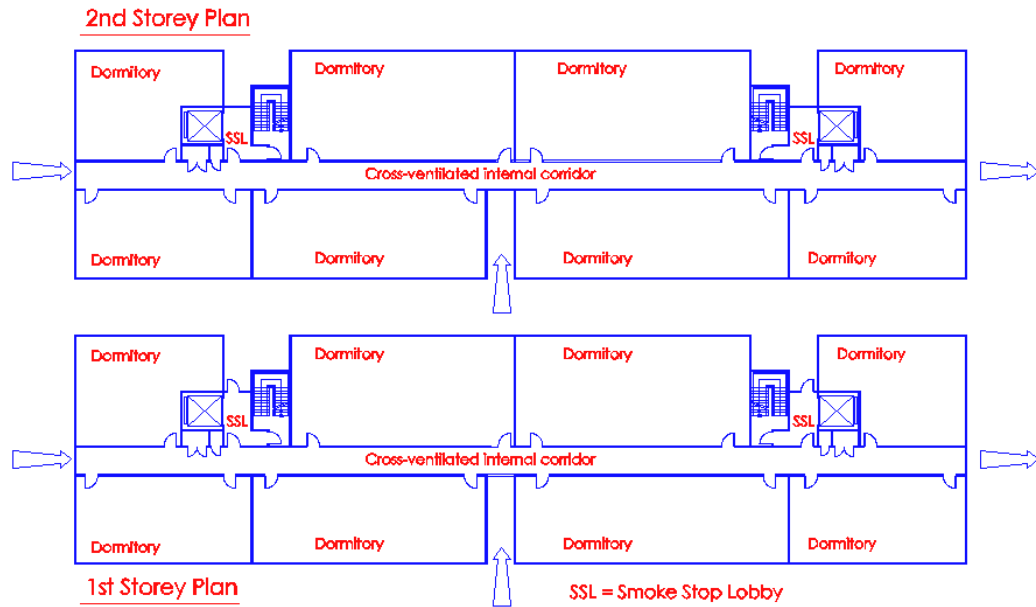 2nd Storey Plan
Dormitory
Dormitory
Dormitory
Dormitory
SSL
SSL
Cross-ventilated internal corridor
Dormitory
Dormitory
Dormitory
Dormitory
Dormitory
Dormitory
Dormitory
Dormitory
SSL
SSL
Cross-ventilated internal corridor
Dormitory
Dormitory
Dormitory
Dormitory
1st Storey Plan
SSL = Smoke Stop Lobby